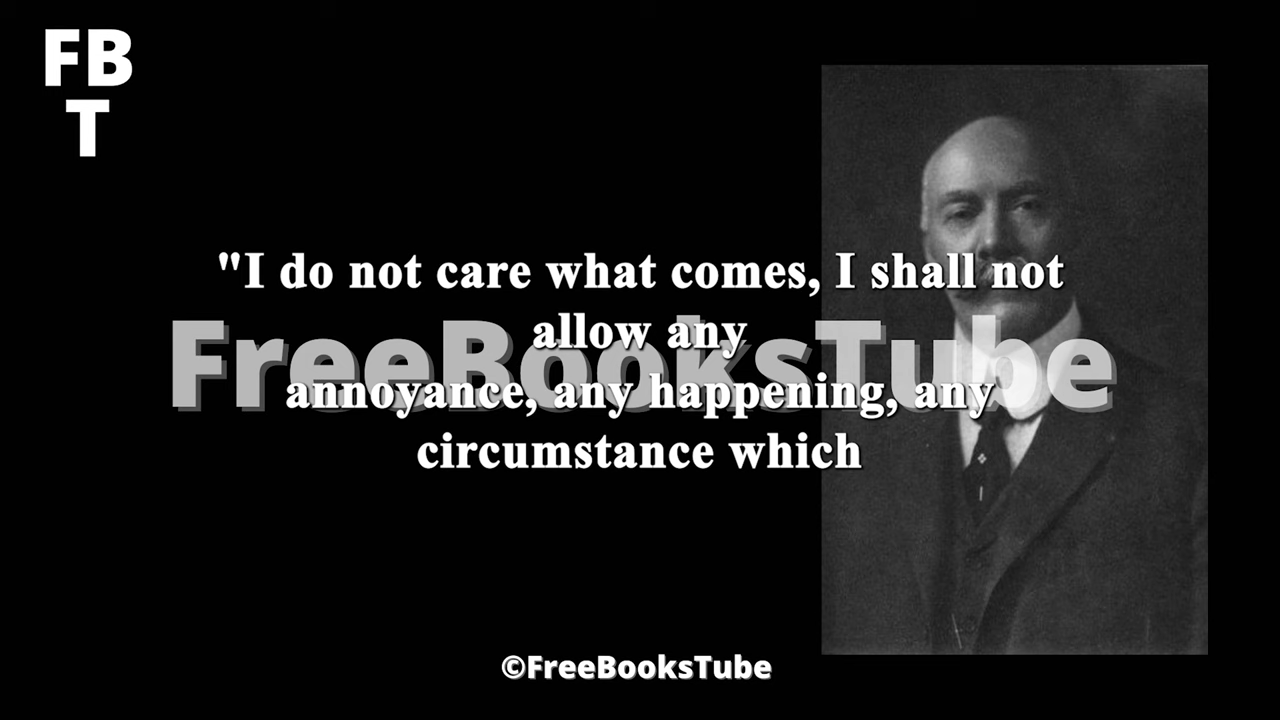 FB
T
"I do not care what comes, I shall not
allow any
FreeBooksTube
annoyance, any happening, any
circumstance which
©FreeBooksTube